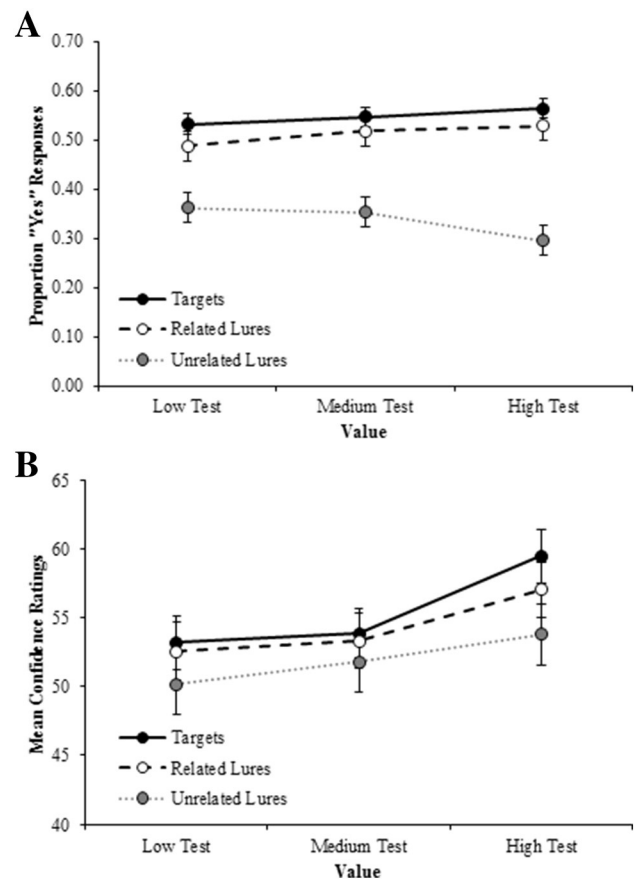 A
Proportion "Yes" Responses
0.70
0.60
0.50
0.40
0.30
0.20
0.10
0.00
Targets
Related Lures
Unrelated Lures
Low Test Medium Test High Test
Value
B
Mean Confidence Ratings
65
60
55
50
45
40
Targets
Related Lures
Unrelated Lures
Low Test Medium Test High Test
Value